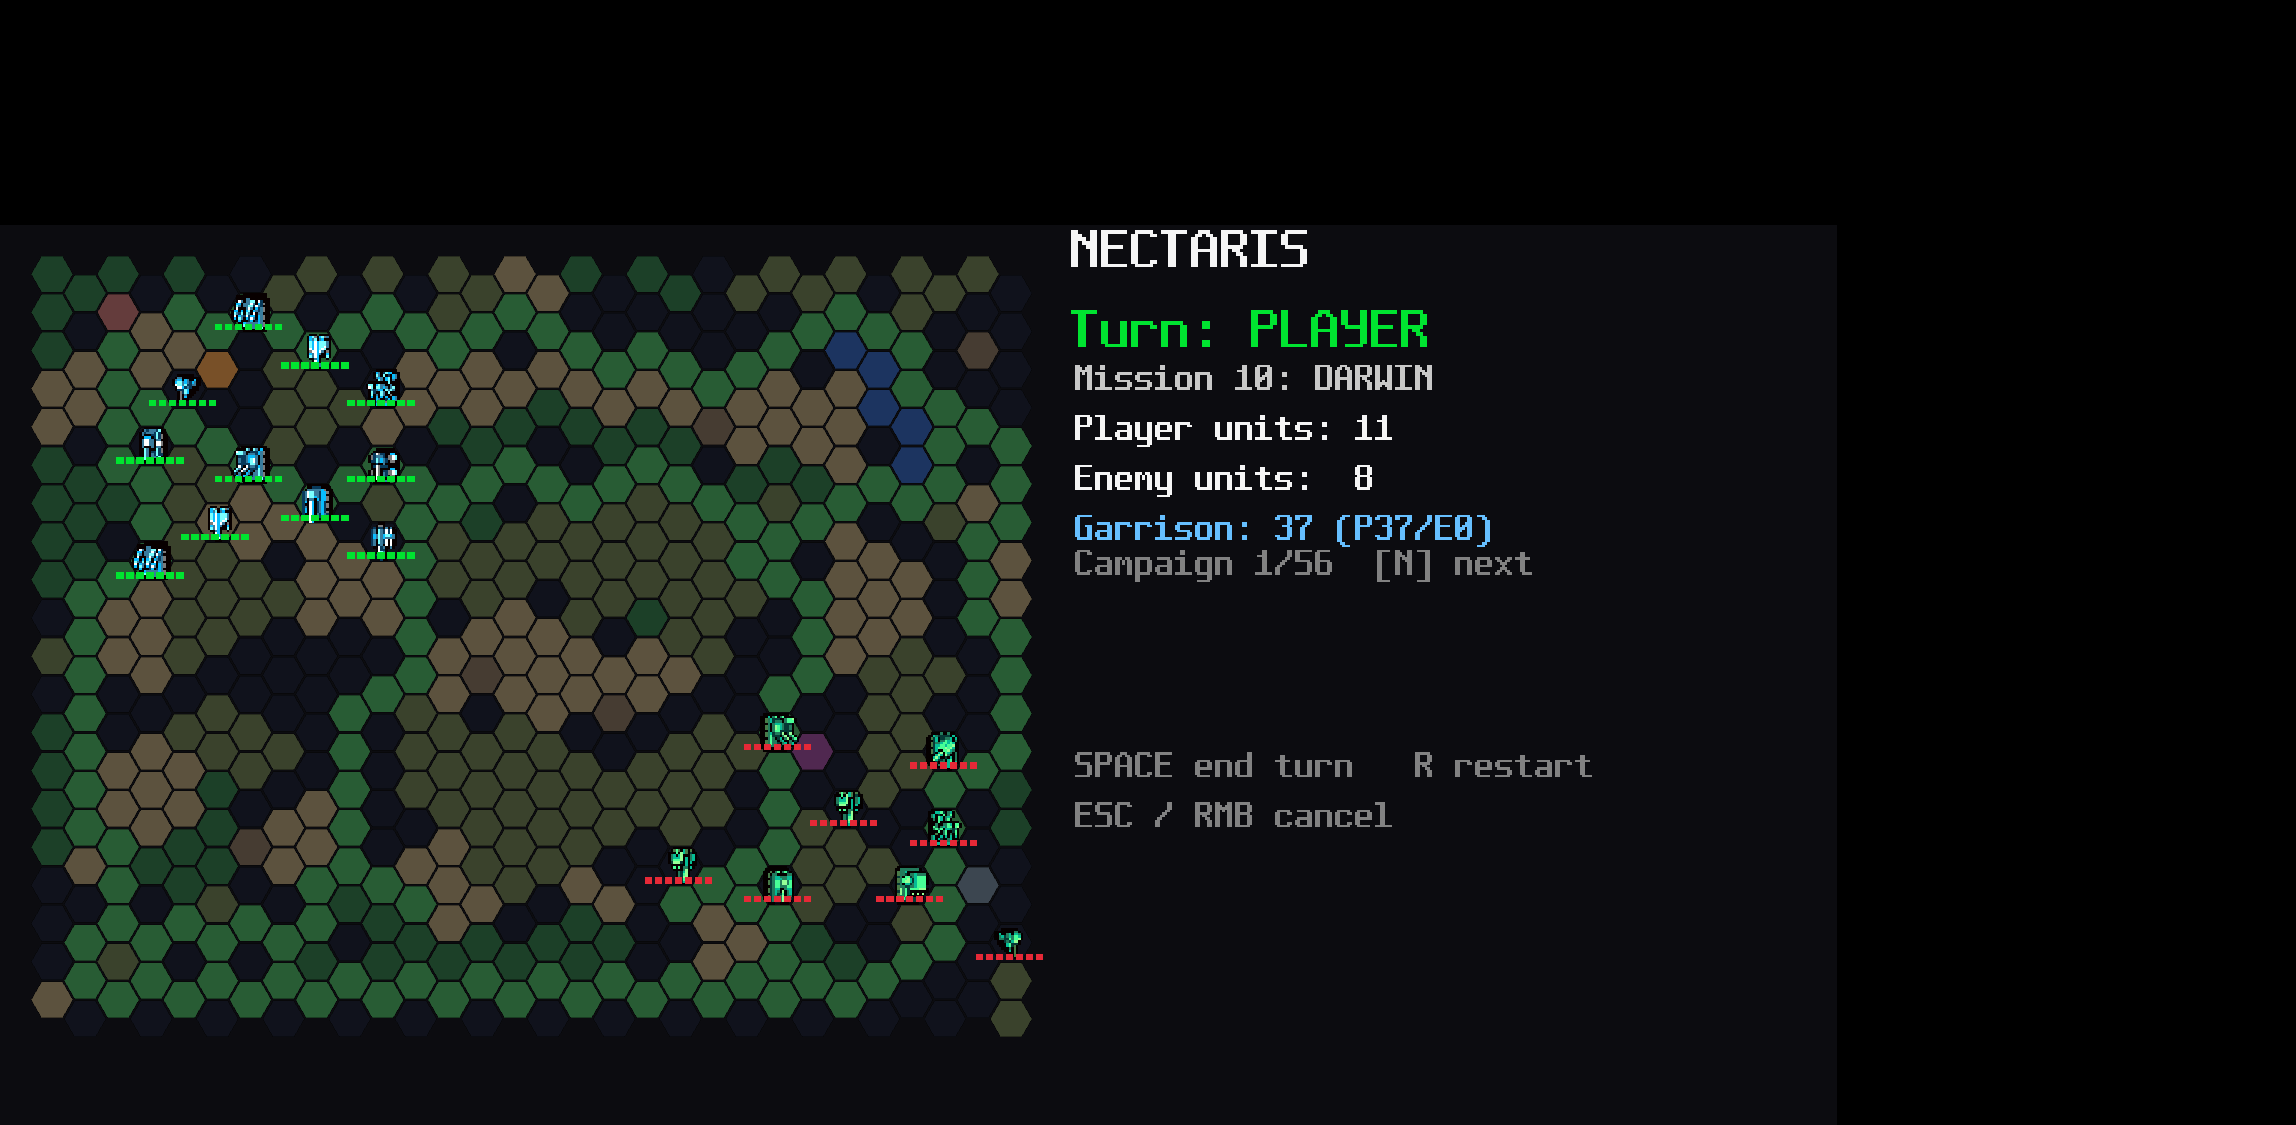 NECTARIS
Turn: PLAYER
Mission 10: DARWIN
Player units: 11
Enemy units:  8
Garrison: 37 (P37/E0)
Campaign 1/56  [N] next
SPACE end turn   R restart
ESC / RMB cancel